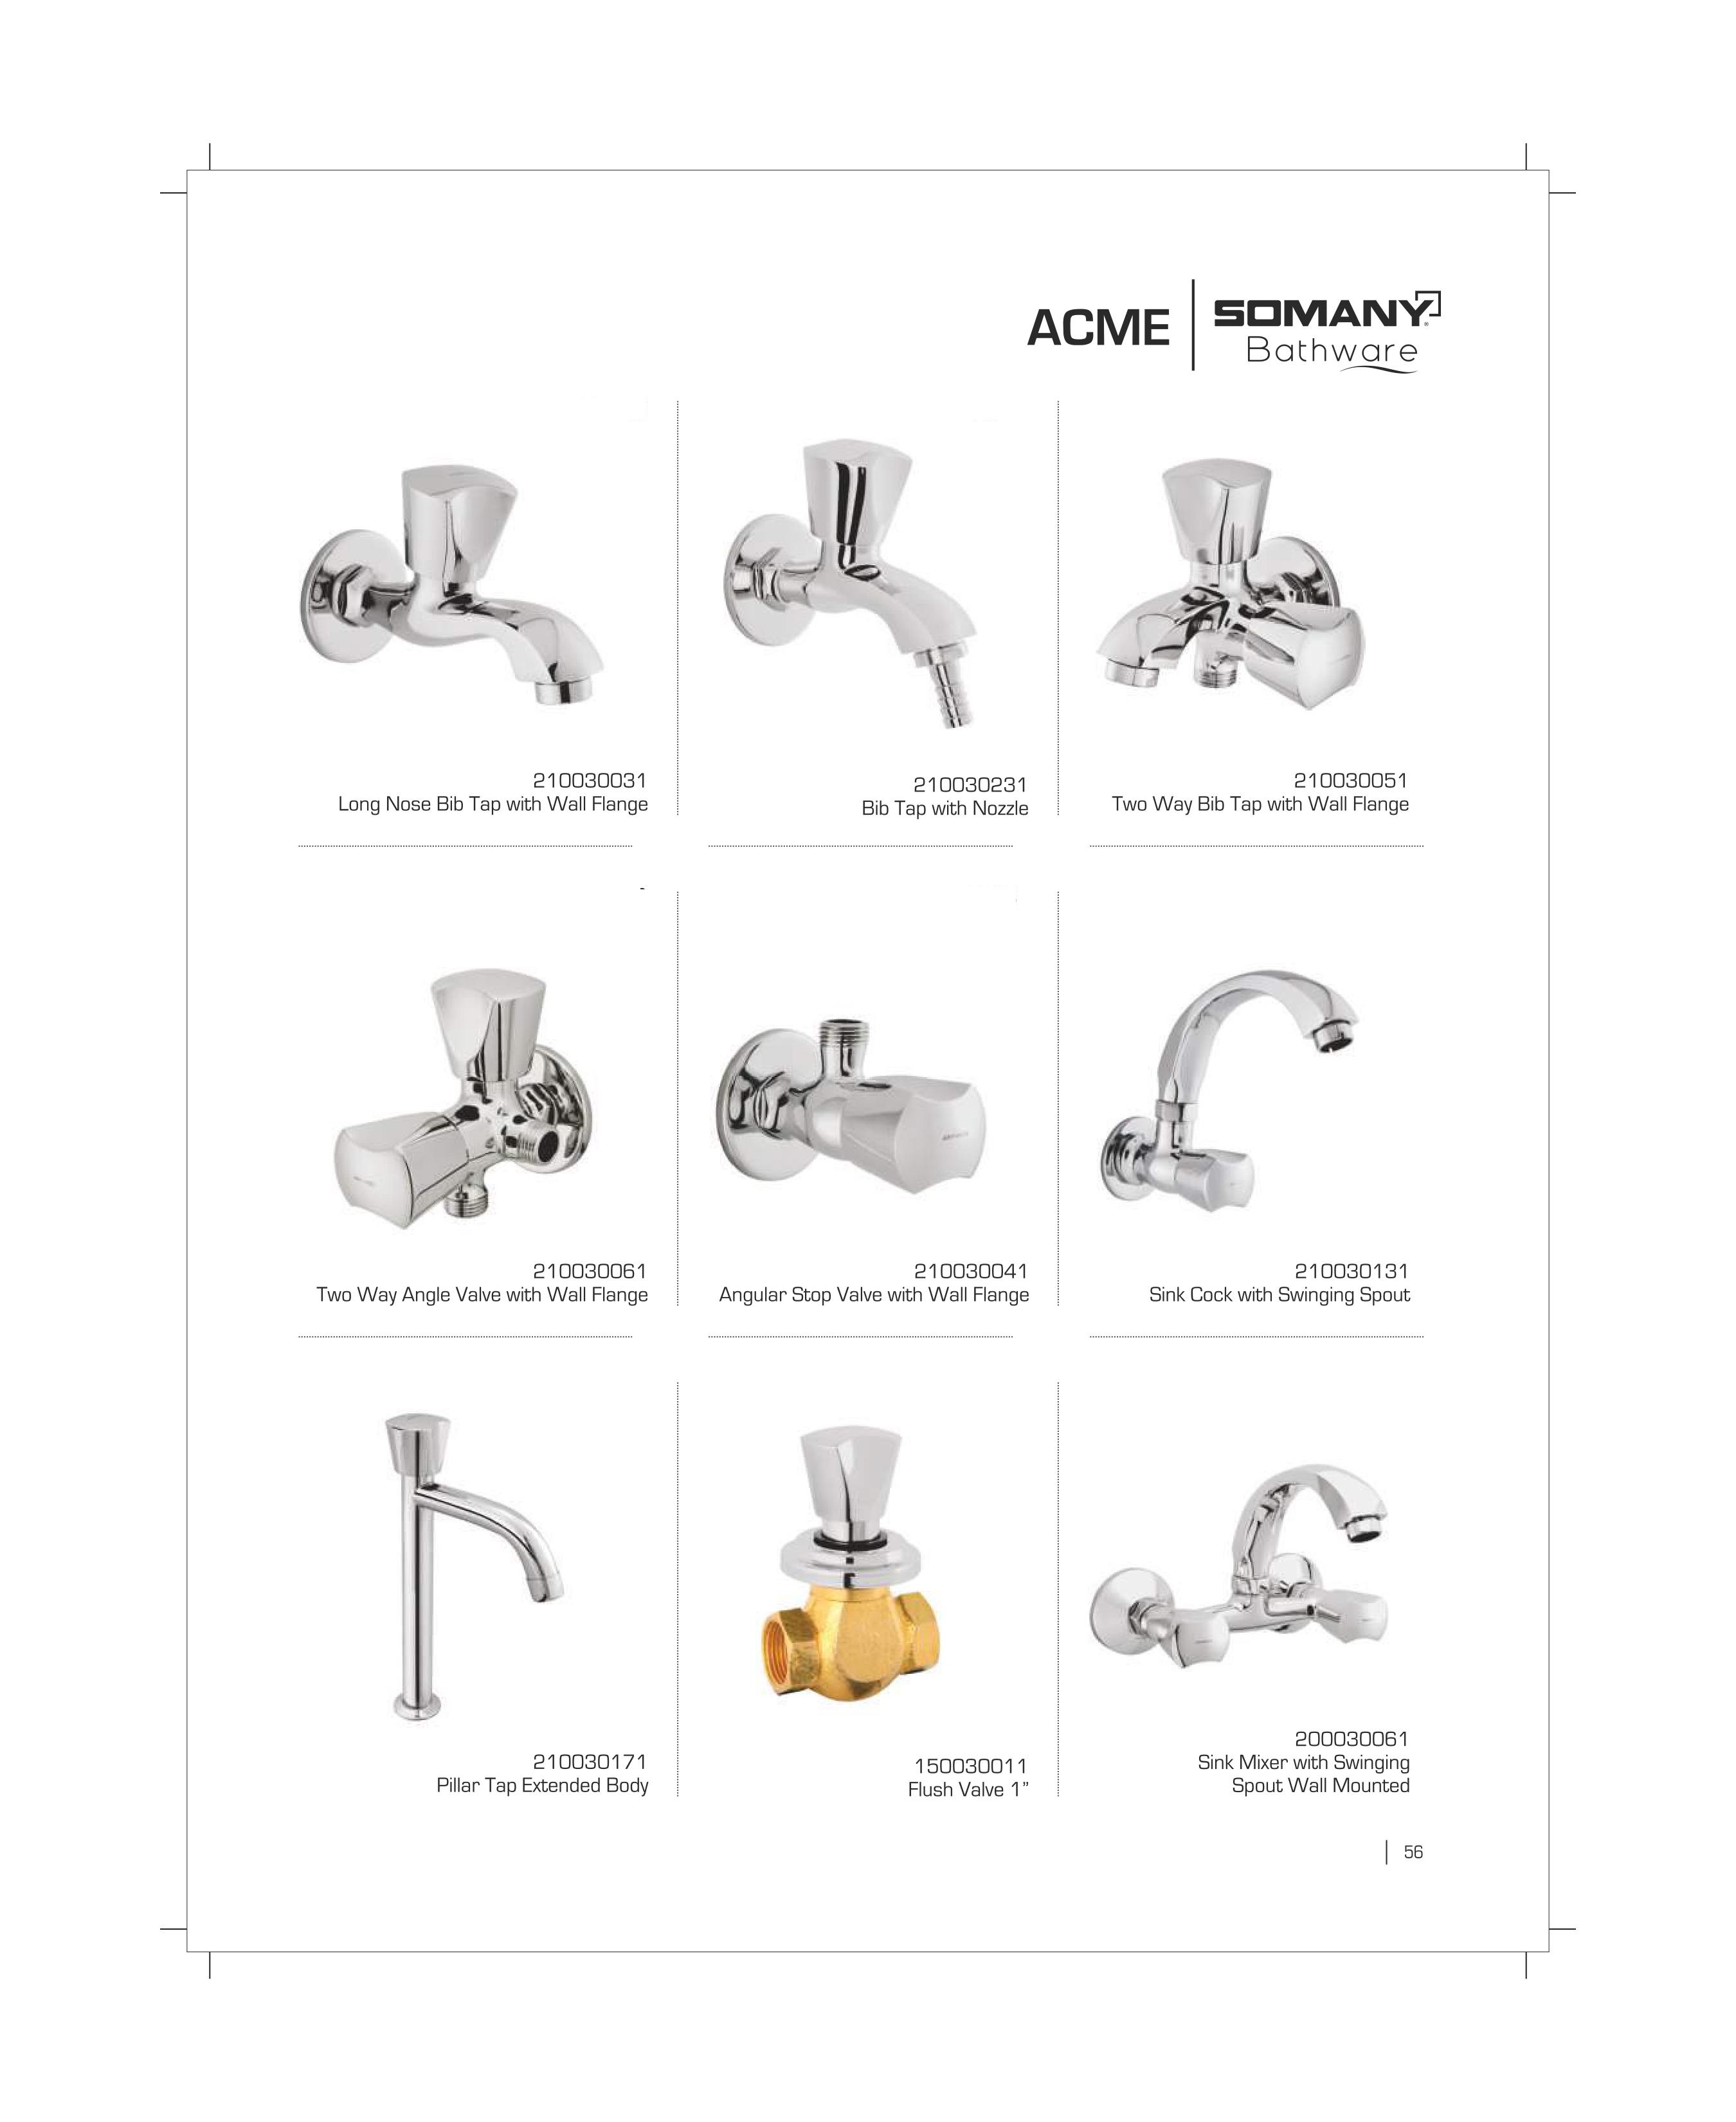 ACME
SOMANY
Bathware
210030031
Long Nose Bib Tap with Wall Flange
210030231
Bib Tap with Nozzle
210030051
Two Way Bib Tap with Wall Flange
210030061
Two Way Angle Valve with Wall Flange
210030041
Angular Stop Valve with Wall Flange
210030131
Sink Cock with Swinging Spout
210030171
Pillar Tap Extended Body
150030011
Flush Valve 1”
200030061
Sink Mixer with Swinging
Spout Wall Mounted
56